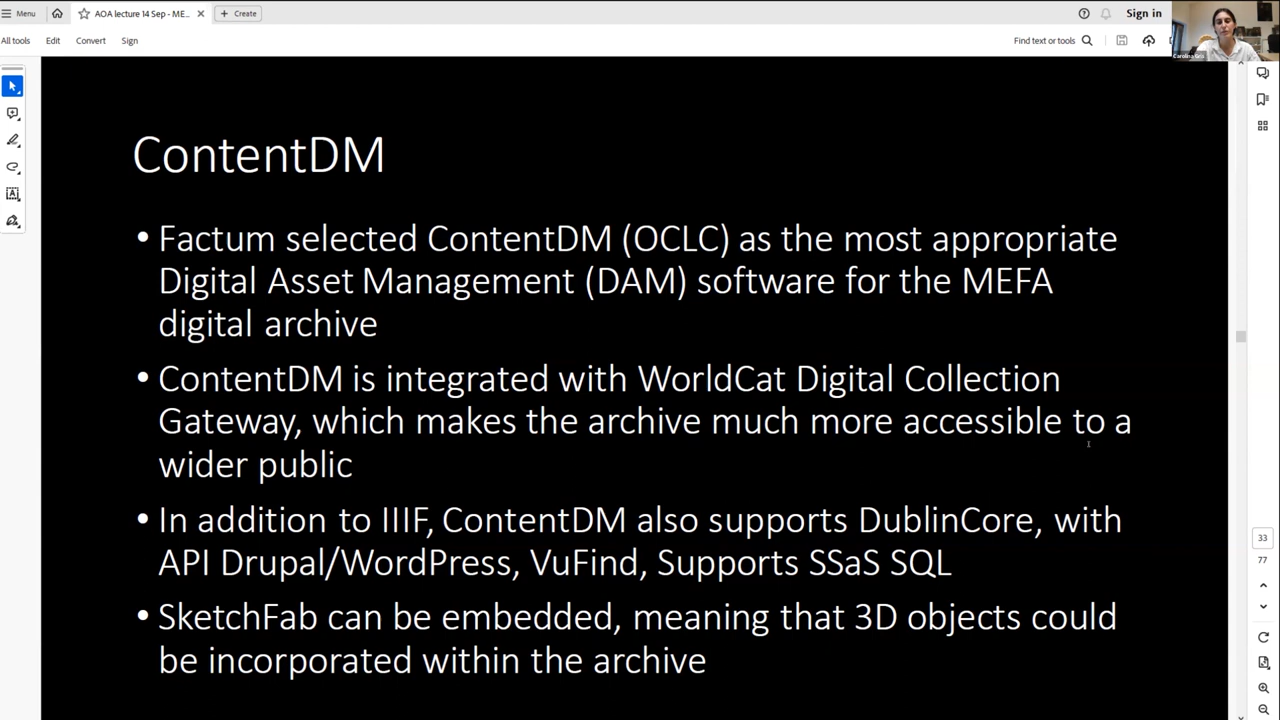 Menu
AOA lecture 14 Sep - ME...
Create
Sign in
All tools
Edit
Convert
Sign
Find text or tools
ContentDM
• Factum selected ContentDM (OCLC) as the most appropriate
Digital Asset Management (DAM) software for the MEFA
digital archive
• ContentDM is integrated with WorldCat Digital Collection
Gateway, which makes the archive much more accessible to a
wider public
• In addition to IIIF, ContentDM also supports DublinCore, with
API Drupal/WordPress, VuFind, Supports SSaS SQL
• SketchFab can be embedded, meaning that 3D objects could
be incorporated within the archive
33
77